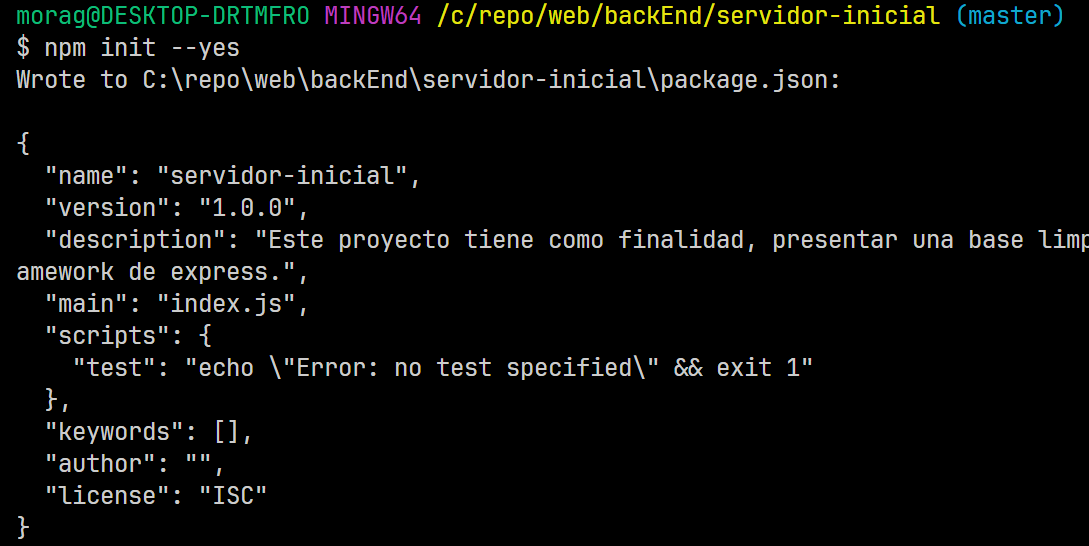 morag@DESKTOP-DRTMFRO MINGW64 /c/repo/web/backEnd/servidor-inicial (master)
$ npm init --yes
Wrote to C:\repo\web\backEnd\servidor-inicial\package.json:
{
  "name": "servidor-inicial",
  "version": "1.0.0",
  "description": "Este proyecto tiene como finalidad, presentar una base limp
amework de express.",
  "main": "index.js",
  "scripts": {
    "test": "echo \"Error: no test specified\" && exit 1"
  },
  "keywords": [],
  "author": "",
  "license": "ISC"
}